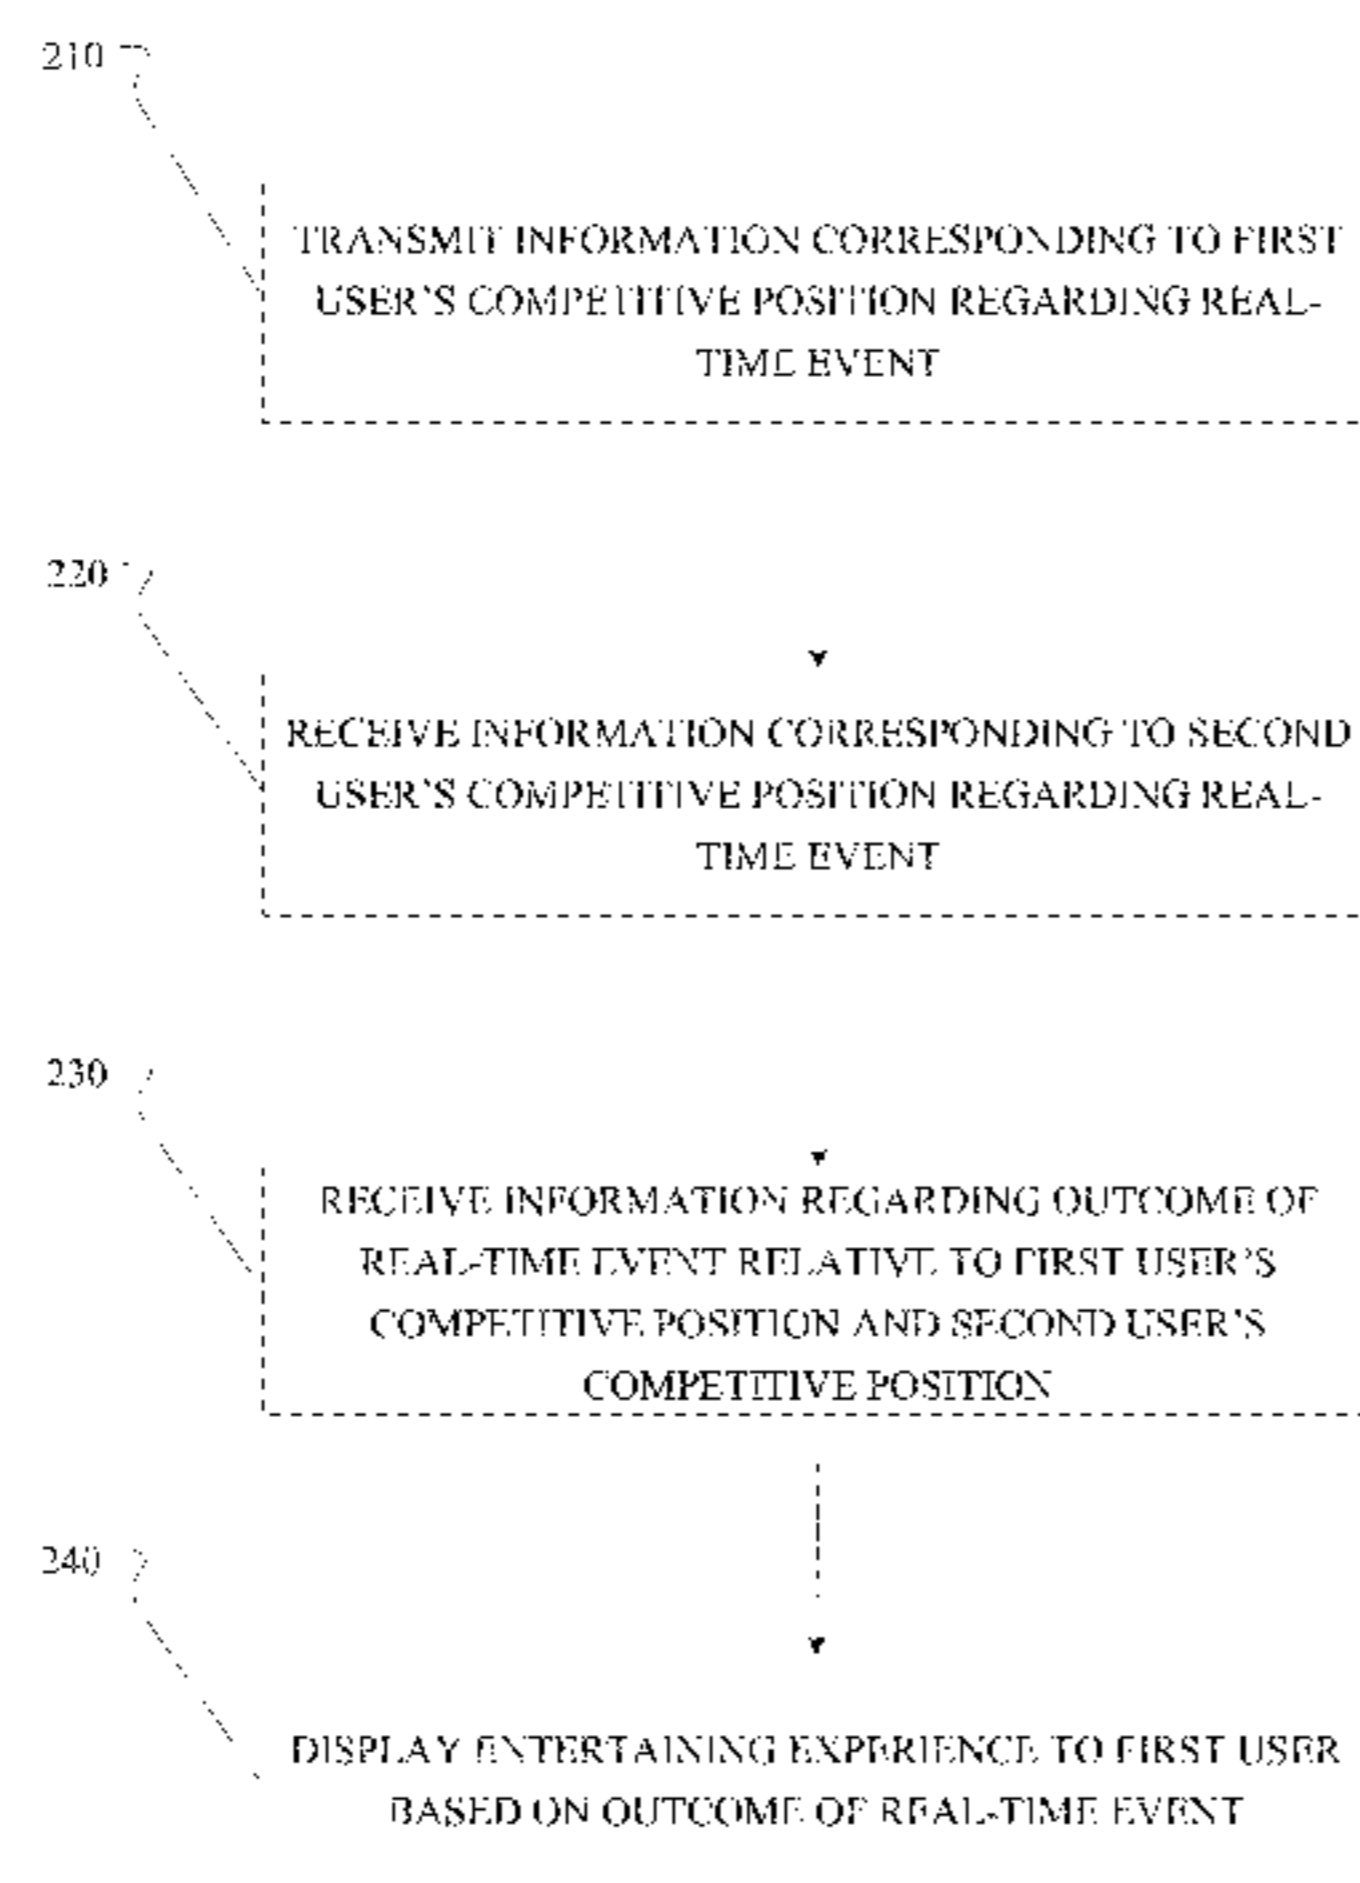 210
TRANSMIT INFORMATION CORRESPONDING TO FIRST
USER'S COMPETITIVE POSITION REGARDING REAL-
TIME EVENT
220
RECEIVE INFORMATION CORRESPONDING TO SECOND
USER'S COMPETITIVE POSITION REGARDING REAL-
TIME EVENT
230
RECEIVE INFORMATION REGARDING OUTCOME OF
REAL-TIME EVENT RELATIVE TO FIRST USER'S
COMPETITIVE POSITION AND SECOND USER'S
COMPETITIVE POSITION
240
DISPLAY ENTERTAINING EXPERIENCE TO FIRST USER
BASED ON OUTCOME OF REAL-TIME EVENT